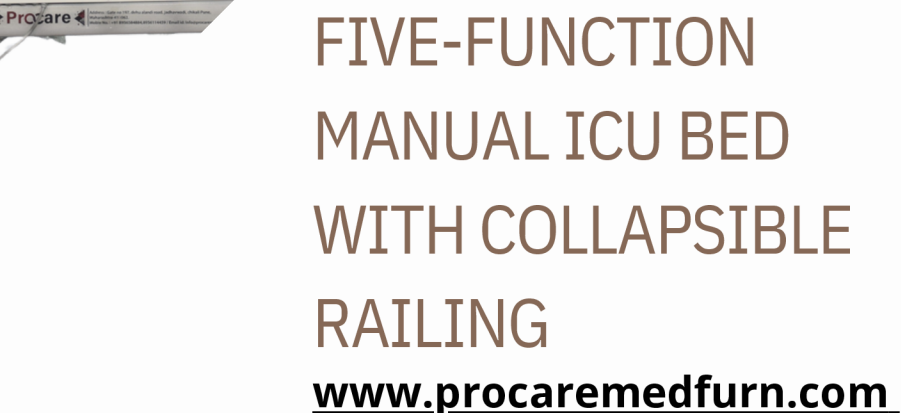 Procare
FIVE-FUNCTION
MANUAL ICU BED
WITH COLLAPSIBLE
RAILING
www.procaremedfurn.com